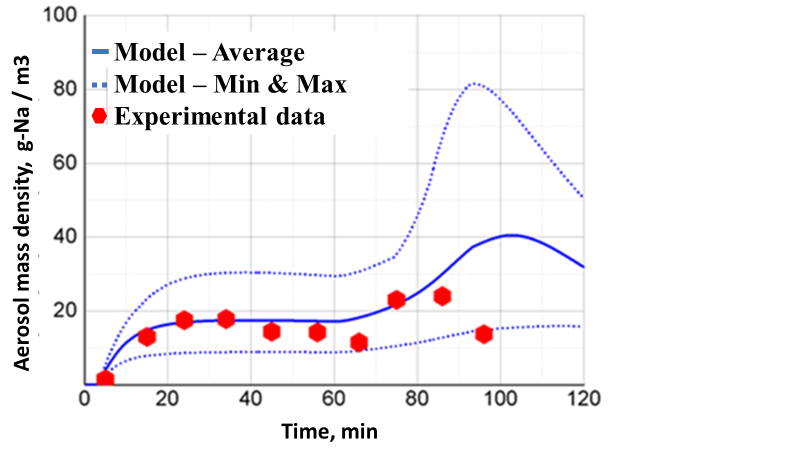 100
80
60
40
20
Aerosol mass density, g-Na / m3
Model – Average
Model – Min & Max
Experimental data
0 20 40 60 80 100 120
Time, min